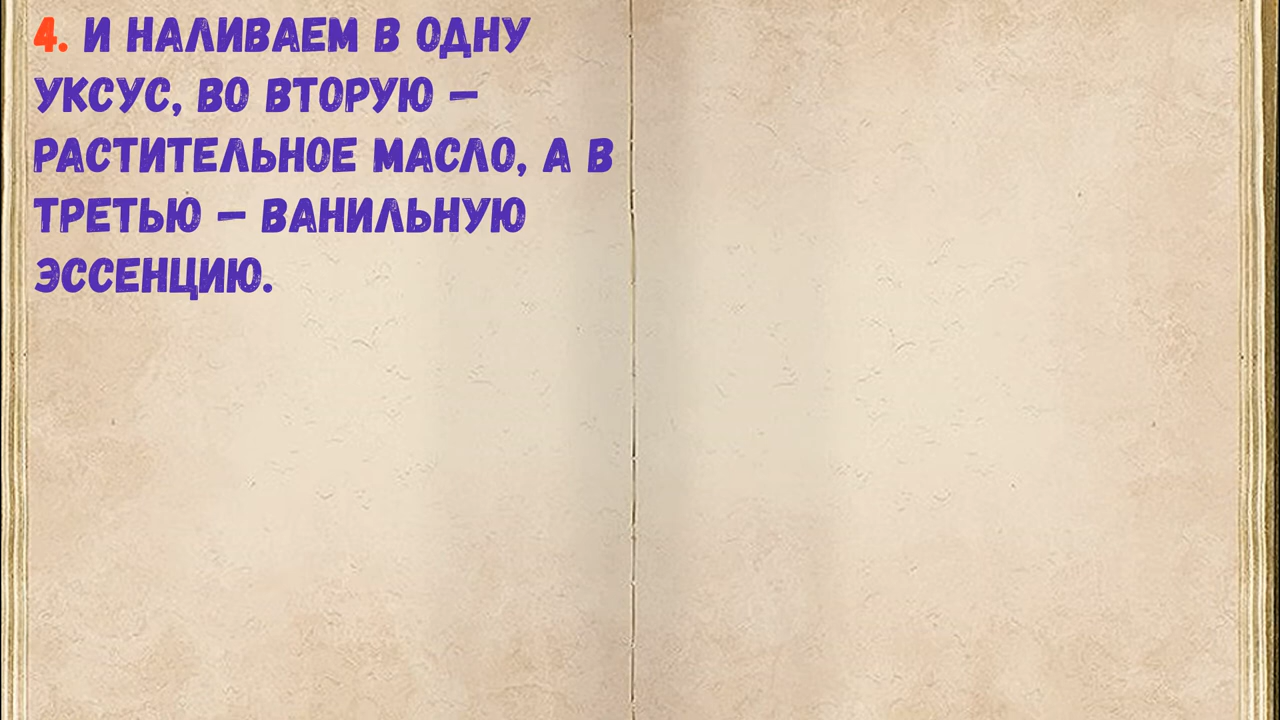 4. И НАЛИВАЕМ В ОДНУ
УКСУС, ВО ВТОРУЮ –
РАСТИТЕЛЬНОЕ МАСЛО, А В
ТРЕТЬЮ – ВАНИЛЬНУЮ
ЭССЕНЦИЮ.